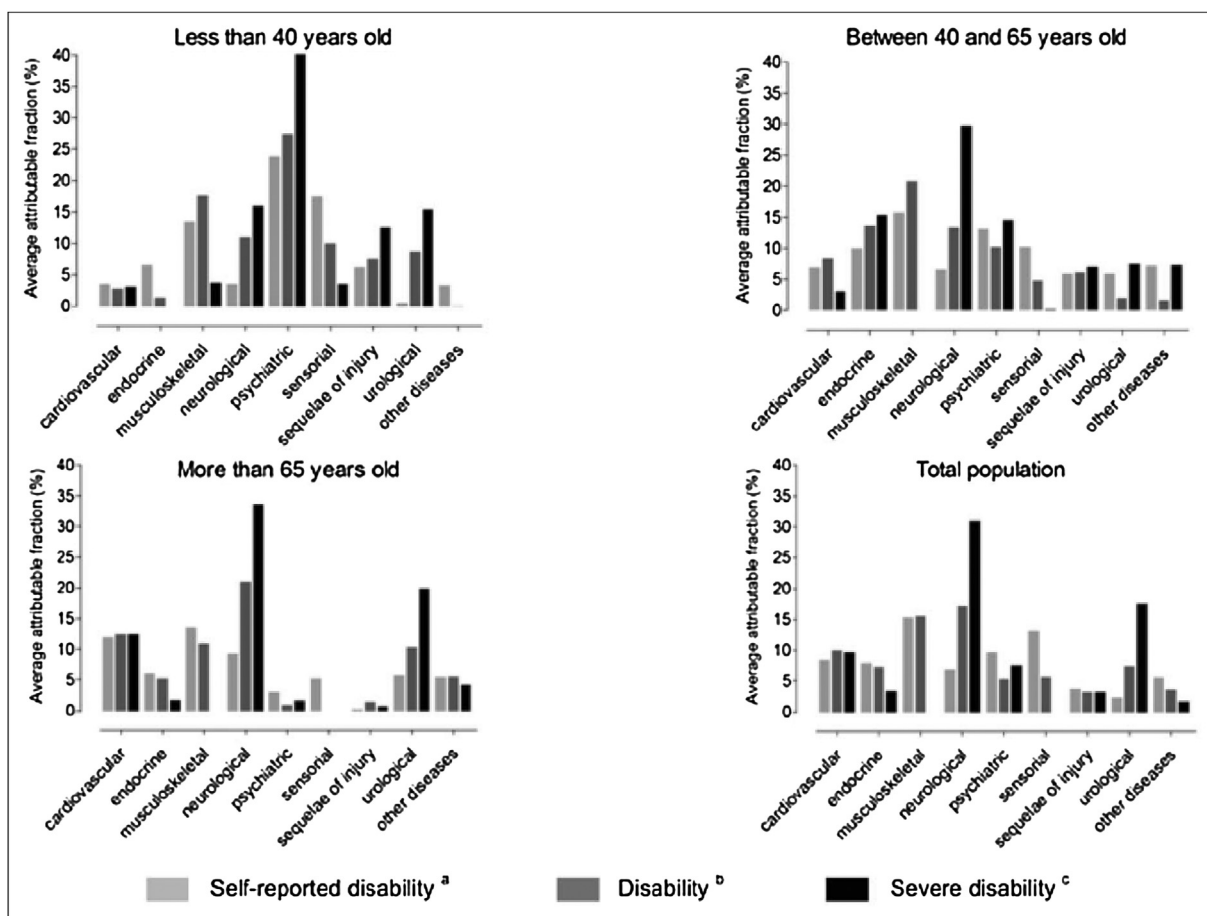 Less than 40 years old
Average attributable fraction (%)
40
35
30
25
20
15
10
5
0
cardiovascular
endocrine
musculoskeletal
neurological
psychiatric
sensorial
sequelae of injury
urological
other diseases
Between 40 and 65 years old
Average attributable fraction (%)
40
35
30
25
20
15
10
5
0
cardiovascular
endocrine
musculoskeletal
neurological
psychiatric
sensorial
sequelae of injury
urological
other diseases
More than 65 years old
Average attributable fraction (%)
40
35
30
25
20
15
10
5
0
cardiovascular
endocrine
musculoskeletal
neurological
psychiatric
sensorial
sequelae of injury
urological
other diseases
Total population
Average attributable fraction (%)
40
35
30
25
20
15
10
5
0
cardiovascular
endocrine
musculoskeletal
neurological
psychiatric
sensorial
sequelae of injury
urological
other diseases
Self-reported disability a
Disability b
Severe disability c